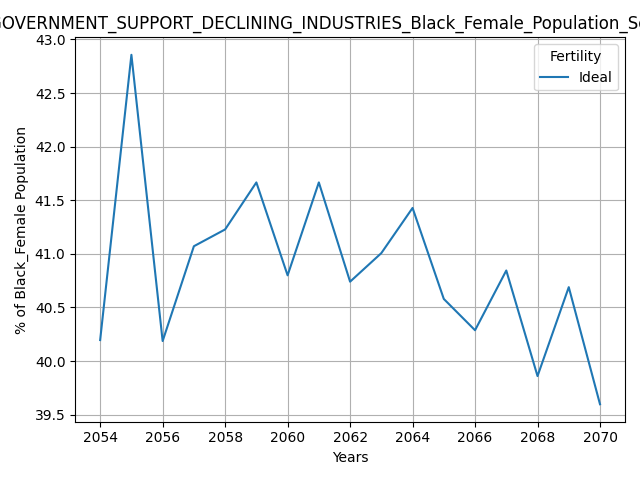 GOVERNMENT_SUPPORT_DECLINING_INDUSTRIES_Black_Female_Population_S
43.0
42.5
42.0
41.5
41.0
40.5
40.0
39.5
% of Black_Female Population
Fertility
Ideal
2054 2056 2058 2060 2062 2064 2066 2068 2070
Years